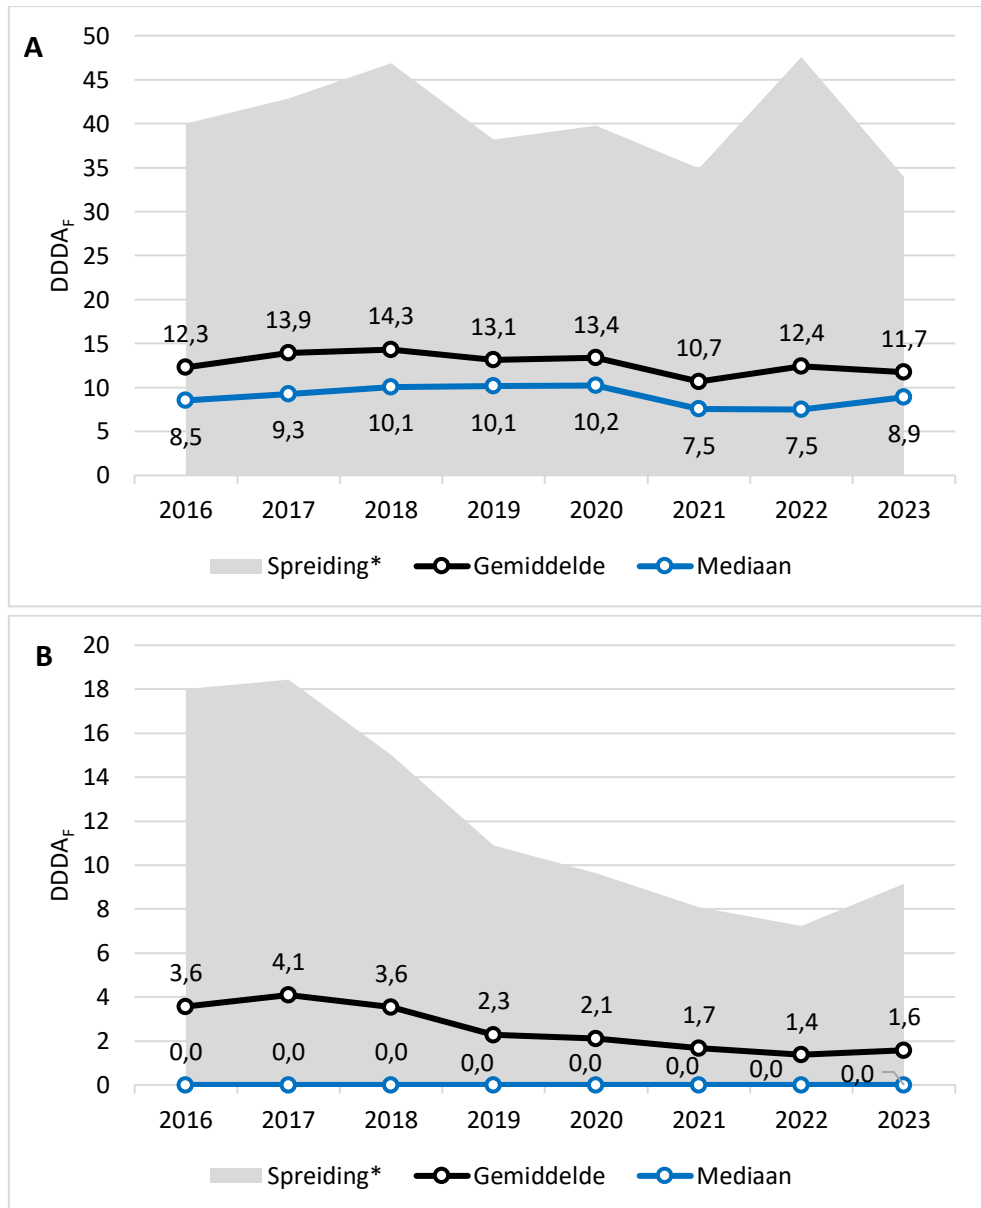 A
50
45
40
35
30
25
20
15
10
5
0
DDDA_F
12,3 13,9 14,3 13,1 13,4 10,7 12,4 11,7
8,5 9,3 10,1 10,1 10,2 7,5 7,5 8,9
2016 2017 2018 2019 2020 2021 2022 2023
Spreiding* Gemiddelde Mediaan
B
20
18
16
14
12
10
8
6
4
2
0
DDDA_F
3,6 4,1 3,6 2,3 2,1 1,7 1,4 1,6
0,0 0,0 0,0 0,0 0,0 0,0 0,0 0,0
2016 2017 2018 2019 2020 2021 2022 2023
Spreiding* Gemiddelde Mediaan